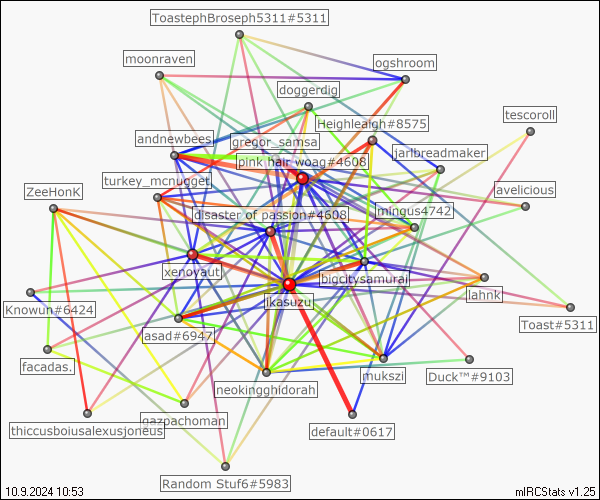 ToastephBroseph5311#5311
moonraven
ogshroom
doggerdig
tescoroll
Heighleaigh#8575
andnewbees
gregor_samsa
jarlbreadmaker
pink hair woag#4608
turkey_mcnugget
ZeeHonK
avelicious
mingus4742
disaster of passion#4608
xenovaut
bigcitysamurai
lahnk
ikasuzu
Knowun#6424
Toast#5311
asad#6947
facadas.
mukszi
Duck™#9103
neokingghidorah
gazpachoman
thiccusboiusalexusjoneus
default#0617
Random Stuf6#5983
10.9.2024 10:53
mIRCStats v1.25